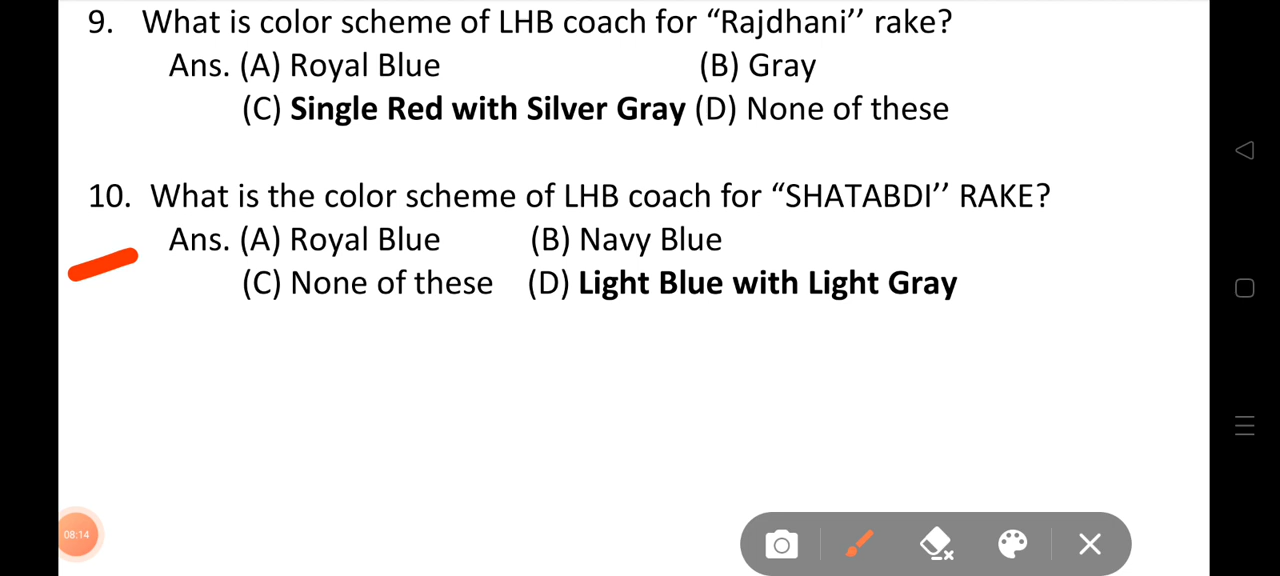 9. What is color scheme of LHB coach for “Rajdhani’’ rake?
Ans. (A) Royal Blue (B) Gray
(C) Single Red with Silver Gray (D) None of these
10. What is the color scheme of LHB coach for “SHATABDI’’ RAKE?
Ans. (A) Royal Blue (B) Navy Blue
(C) None of these (D) Light Blue with Light Gray
08:14